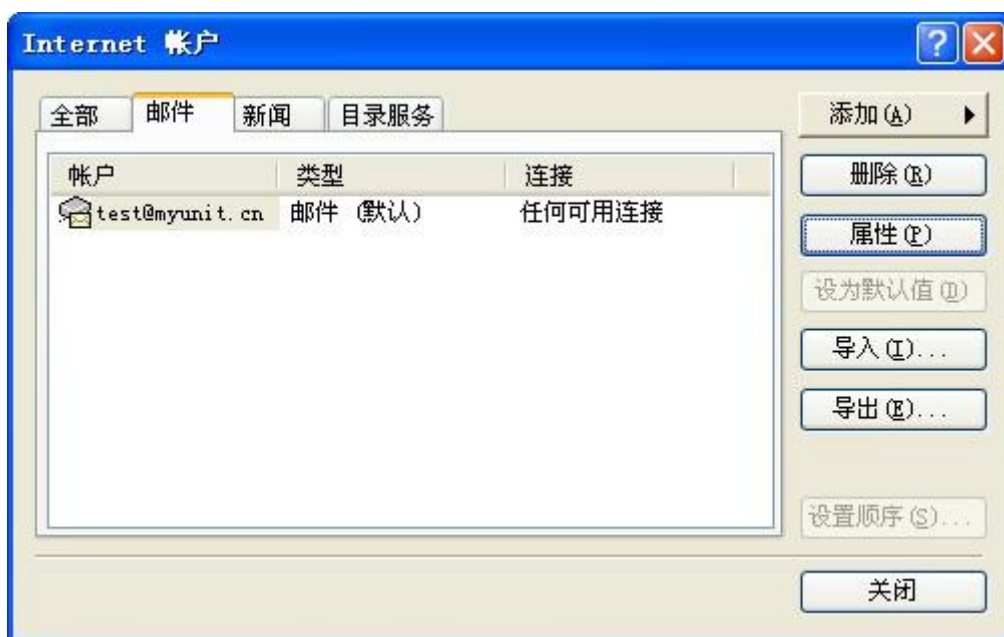 Internet 帐户
全部 邮件 新闻 目录服务
添加(A)
帐户 类型 连接
删除(R)
test@myunit.cn 邮件 (默认) 任何可用连接
属性(P)
设为默认值(D)
导入(I)...
导出(E)...
设置顺序(S)...
关闭